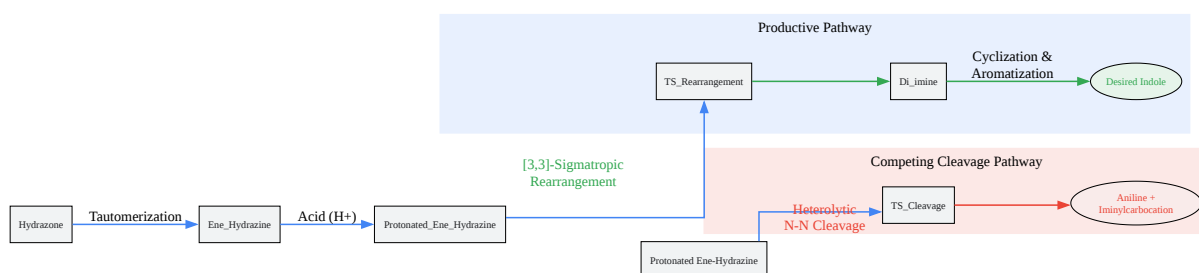 Productive Pathway
TS_Rearrangement
Di_imine
Cyclization &
Aromatization
Desired Indole
[3,3]-Sigmatropic
Rearrangement
Competing Cleavage Pathway
Hydrazone
Tautomerization
Ene_Hydrazine
Acid (H+)
Protonated_Ene_Hydrazine
Heterolytic
N-N Cleavage
TS_Cleavage
Aniline +
Iminylcarbocation
Protonated Ene-Hydrazine